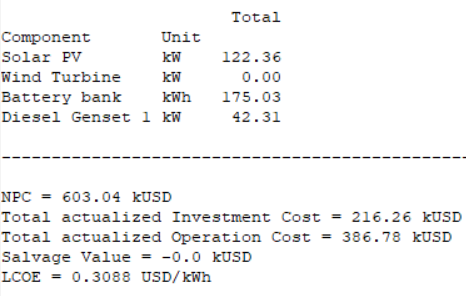 Total
Component Unit
Solar PV kW 122.36
Wind Turbine kW 0.00
Battery bank kWh 175.03
Diesel Genset 1 kW 42.31
------------------------------------------------
NPC = 603.04 kUSD
Total actualized Investment Cost = 216.26 kUSD
Total actualized Operation Cost = 386.78 kUSD
Salvage Value = -0.0 kUSD
LCOE = 0.3088 USD/kWh